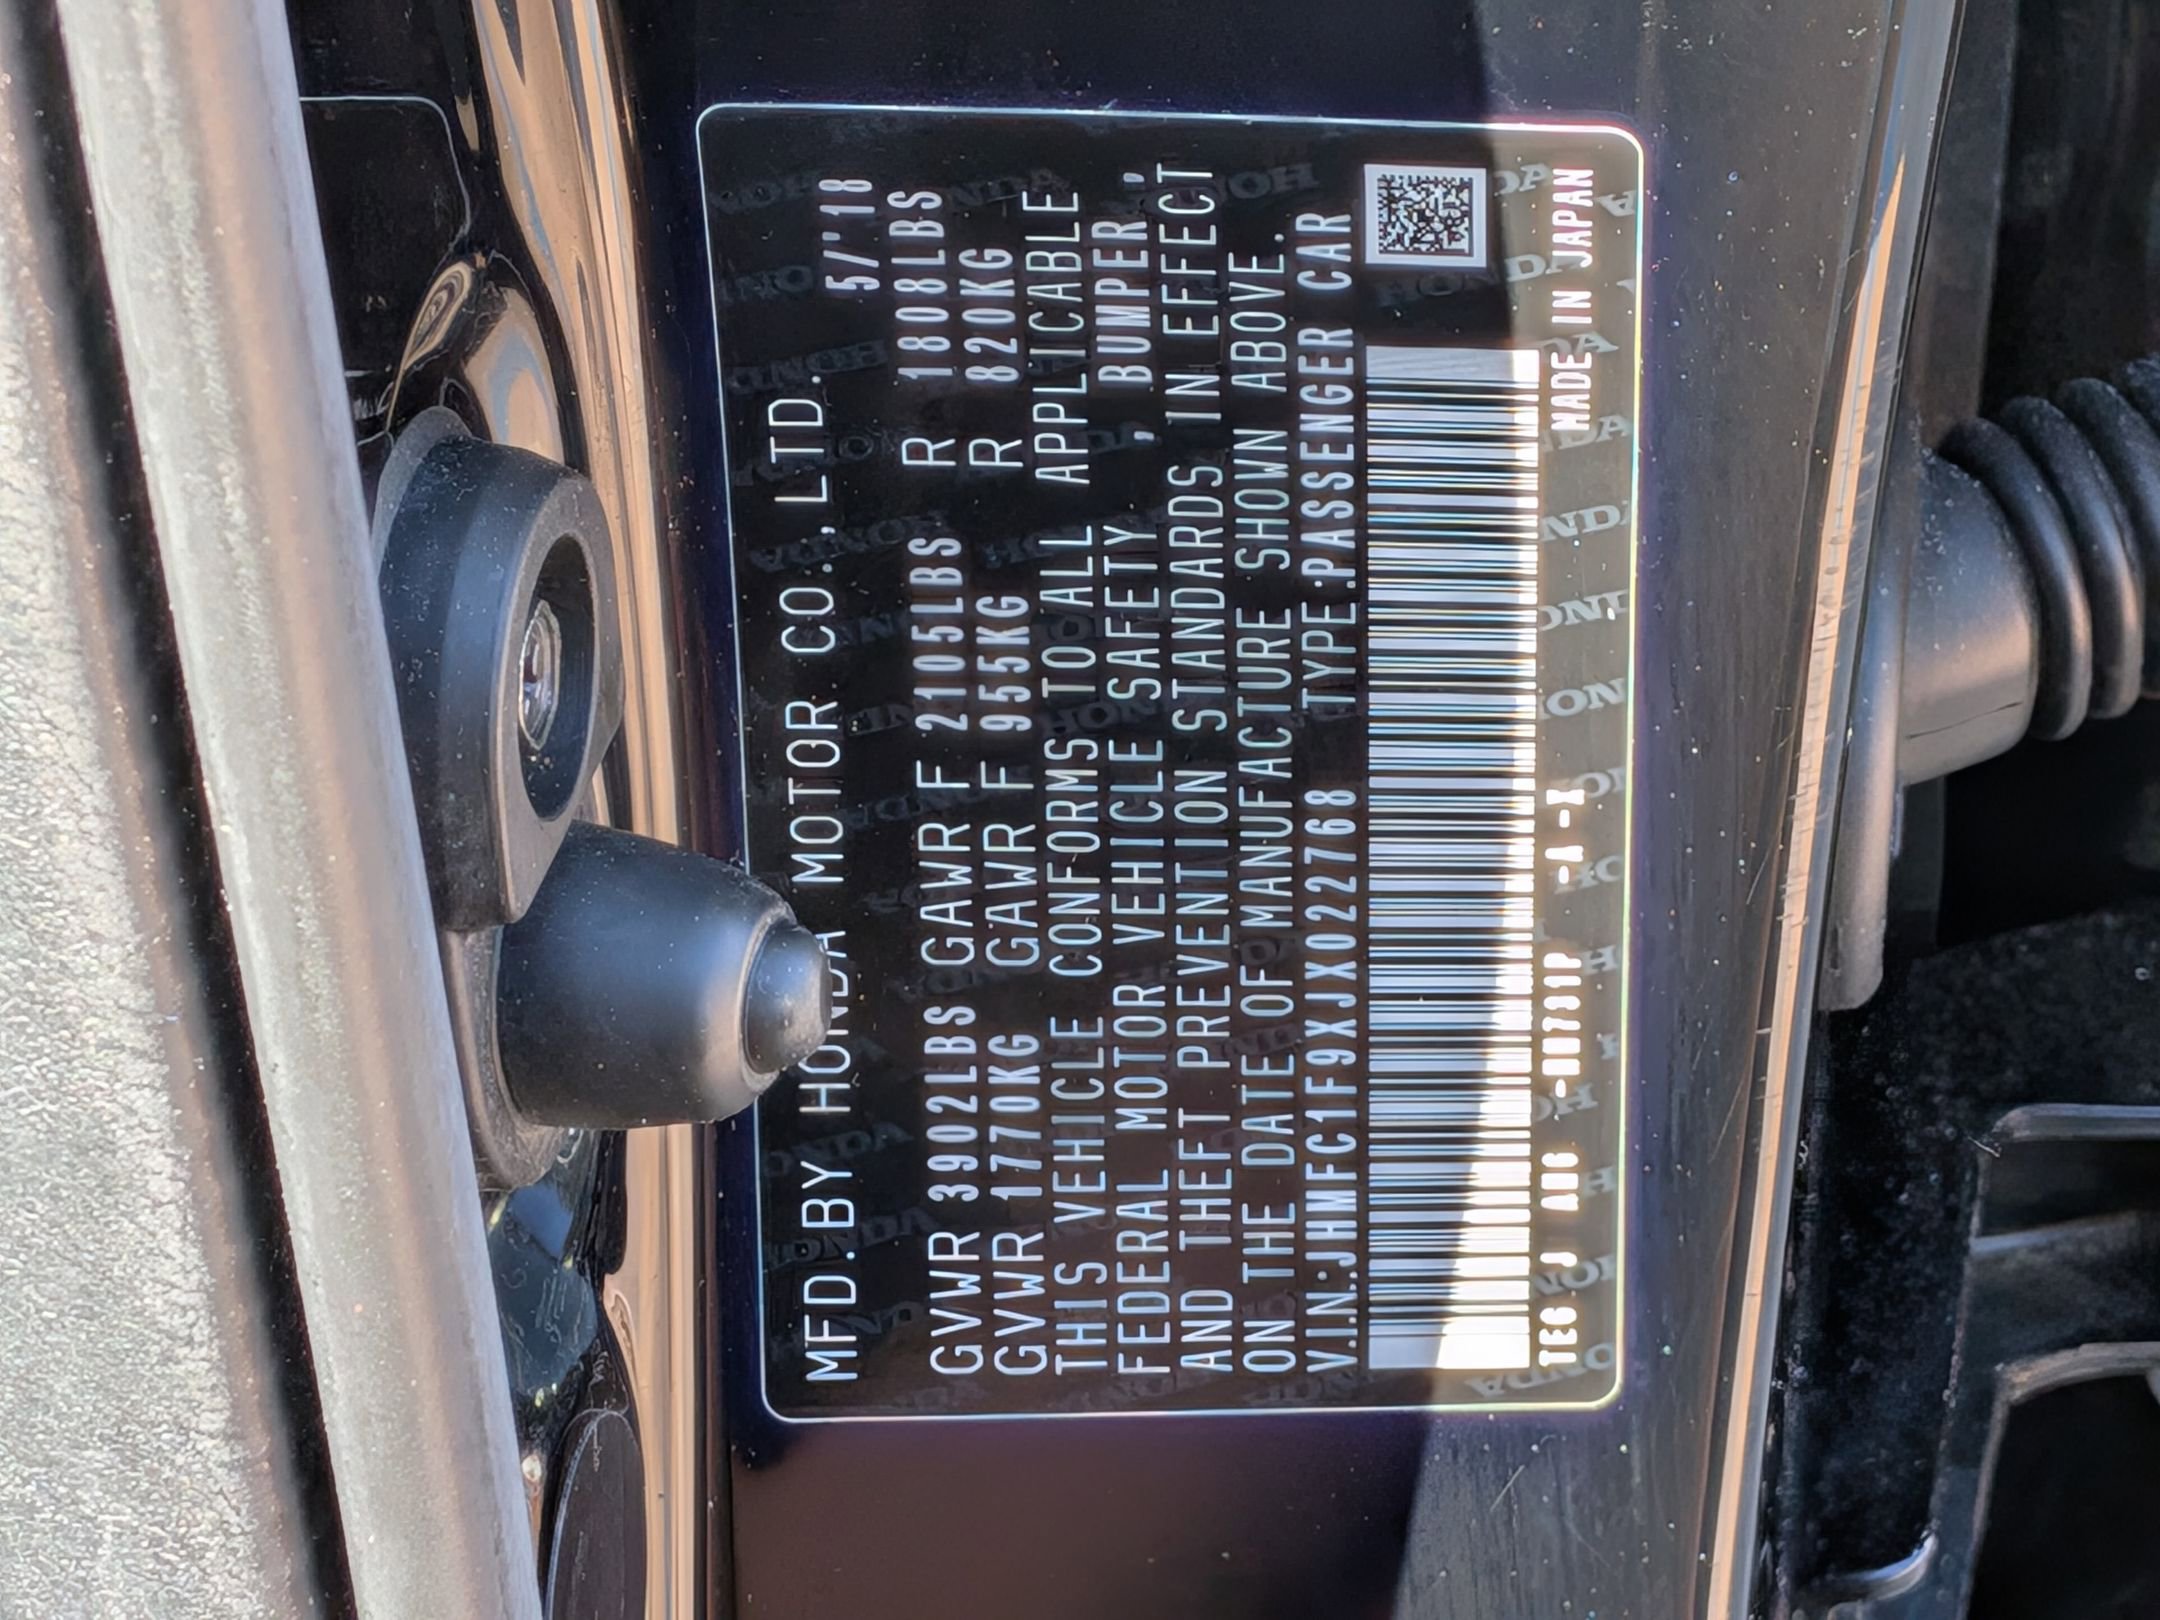 MFD.BY HONDA MOTOR CO.,LTD. 5/'18
GVWR 3902LBS GAWR F 2105LBS R 1808LBS
GVWR 1770KG GAWR F 955KG R 820KG
THIS VEHICLE CONFORMS TO ALL APPLICABLE
FEDERAL MOTOR VEHICLE SAFETY , BUMPER,
AND THEFT PREVENTION STANDARDS IN EFFECT
ON THE DATE OF MANUFACTURE SHOWN ABOVE.
V.I.N.:JHMFC1F9XJX022768 TYPE:PASSENGER CAR
MADE IN JAPAN